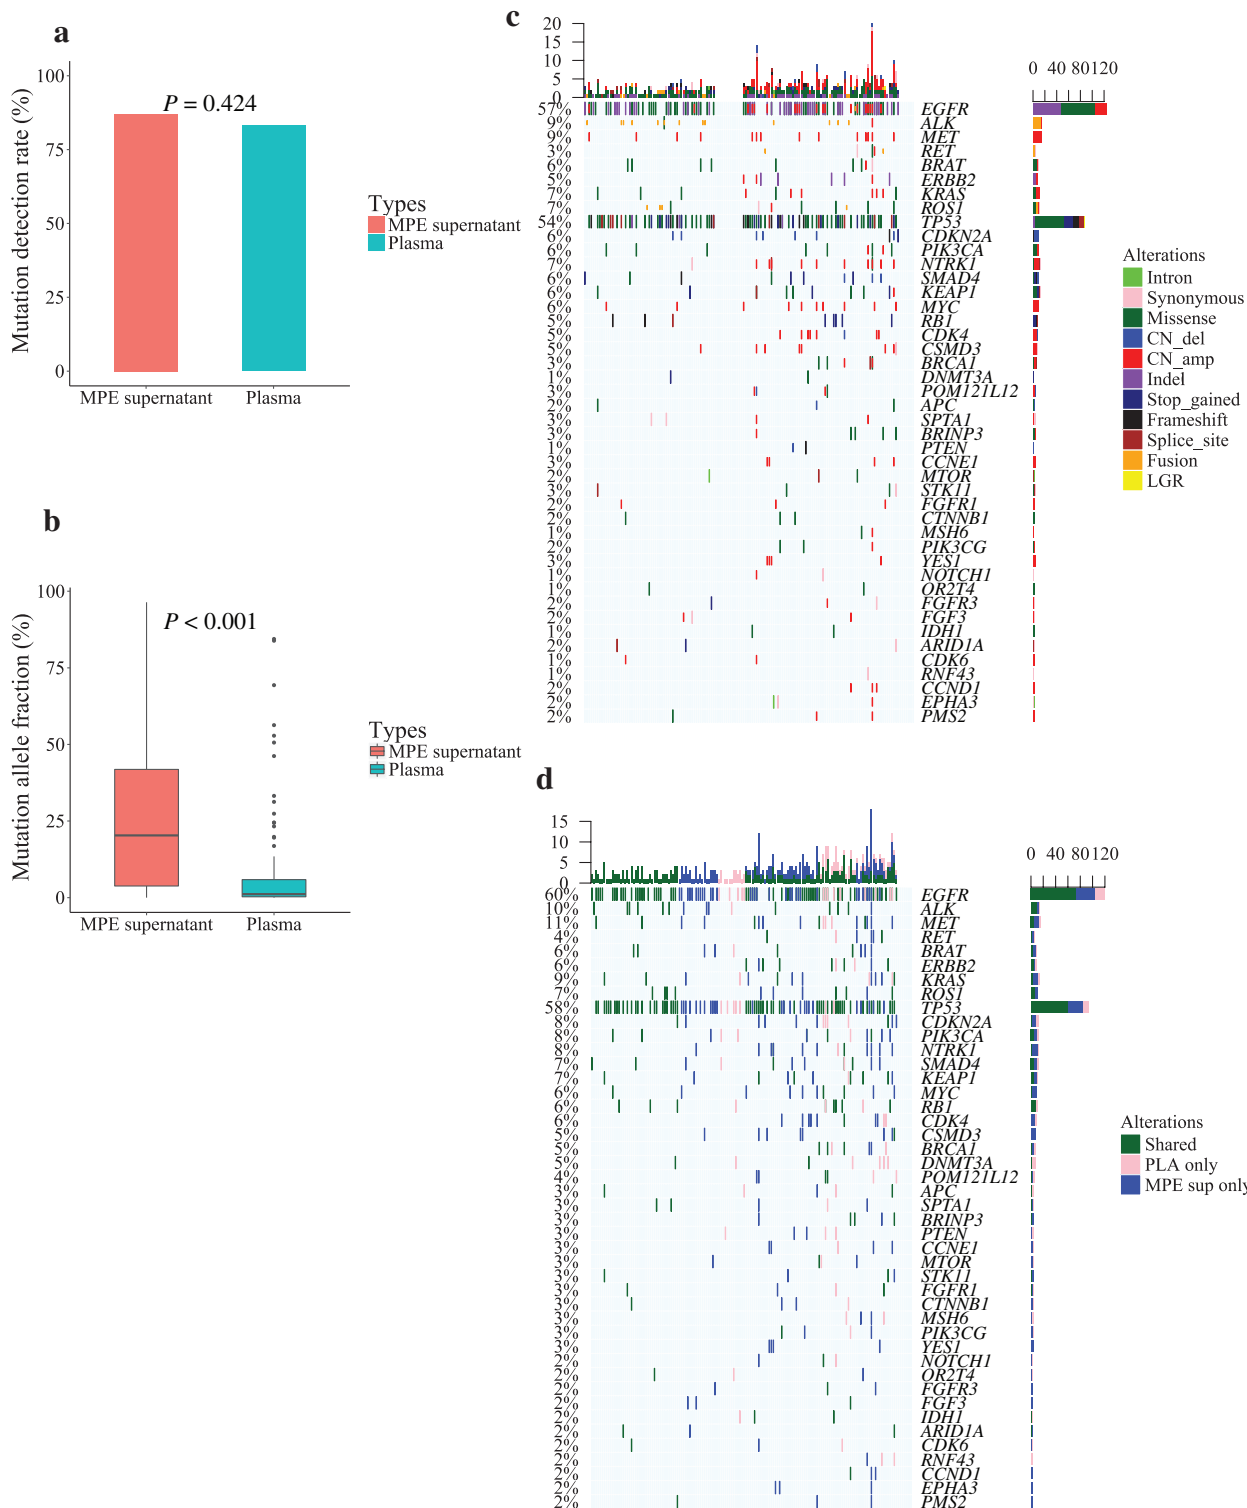 a
Mutation detection rate (%)
100
75
50
25
0
P = 0.424
MPE supernatant
Plasma
Types
MPE supernatant
Plasma
b
Mutation allele fraction (%)
100
75
50
25
0
P < 0.001
MPE supernatant
Plasma
Types
MPE supernatant
Plasma
c
20
15
10
5
0
0 40 80 120
57% EGFR
9% ALK
9% MET
3% RET
6% BRAT
5% ERBB2
7% KRAS
7% ROS1
54% TP53
6% CDKN2A
6% PIK3CA
7% NTRK1
6% SMAD4
6% KEAP1
6% MYC
5% RB1
5% CDK4
5% CSMD3
3% BRCA1
1% DNMT3A
3% POM121L12
2% APC
3% SPTA1
3% BRINP3
1% PTEN
3% CCNE1
2% MTOR
3% STK11
2% FGFR1
2% CTNNB1
1% MSH6
2% PIK3CG
3% YES1
1% NOTCH1
1% OR2T4
2% FGFR3
2% FGF3
1% IDH1
2% ARID1A
1% CDK6
1% RNF43
2% CCND1
2% EPHA3
2% PMS2
Alterations
Intron
Synonymous
Missense
CN_del
CN_amp
Indel
Stop_gained
Frameshift
Splice_site
Fusion
LGR
d
15
10
5
0
0 40 80 120
60% EGFR
10% ALK
11% MET
4% RET
6% BRAT
6% ERBB2
9% KRAS
7% ROS1
58% TP53
8% CDKN2A
8% PIK3CA
8% NTRK1
7% SMAD4
7% KEAP1
6% MYC
6% RB1
6% CDK4
5% CSMD3
5% BRCA1
5% DNMT3A
4% POM121L12
3% APC
3% SPTA1
3% BRINP3
3% PTEN
3% CCNE1
3% MTOR
3% STK11
3% FGFR1
3% CTNNB1
3% MSH6
3% PIK3CG
3% YES1
2% NOTCH1
2% OR2T4
2% FGFR3
2% FGF3
2% IDH1
2% ARID1A
2% CDK6
2% RNF43
2% CCND1
2% EPHA3
2% PMS2
Alterations
Shared
PLA only
MPE sup only